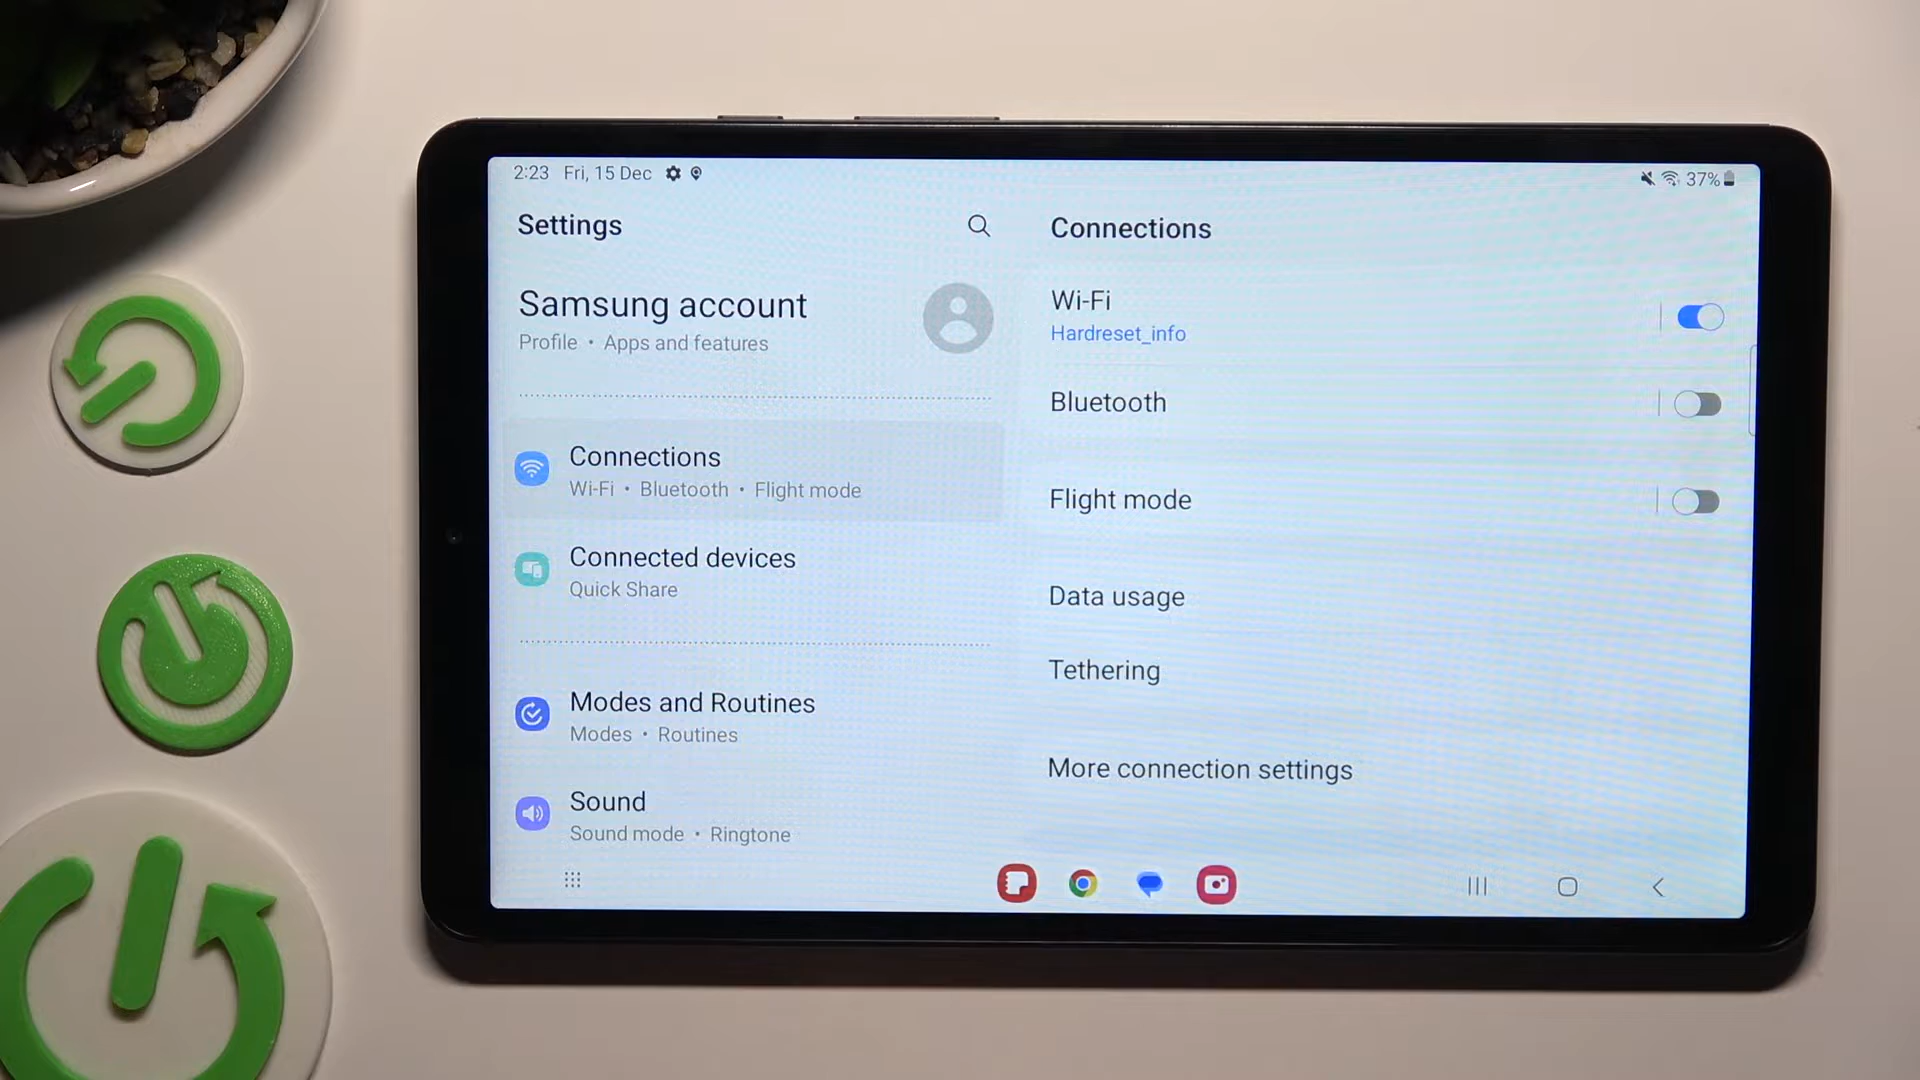 2:23 Fri, 15 Dec
37%
Settings
Samsung account
Profile • Apps and features
Connections
Wi-Fi • Bluetooth • Flight mode
Connected devices
Quick Share
Modes and Routines
Modes • Routines
Sound
Sound mode • Ringtone
Connections
Wi-Fi
Hardreset_info
Bluetooth
Flight mode
Data usage
Tethering
More connection settings